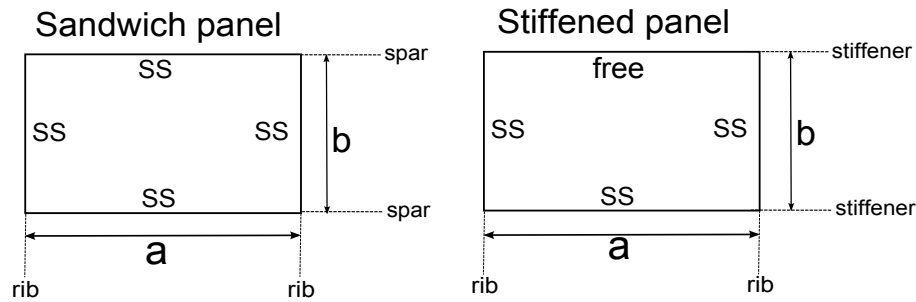 Sandwich panel
spar
SS
SS
SS
b
SS
spar
a
rib
rib
Stiffened panel
stiffener
free
SS
SS
b
SS
stiffener
a
rib
rib